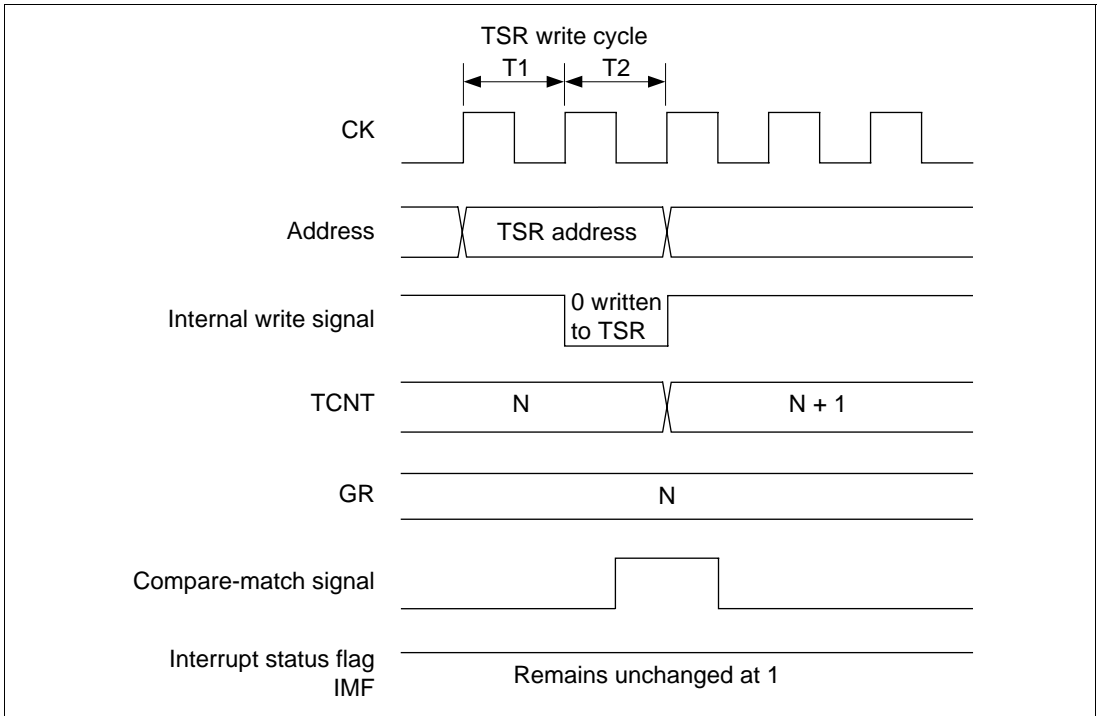 TSR write cycle
T1 T2
CK
Address
TSR address
Internal write signal
0 written
to TSR
TCNT
N
N + 1
GR
N
Compare-match signal
Interrupt status flag
IMF
Remains unchanged at 1